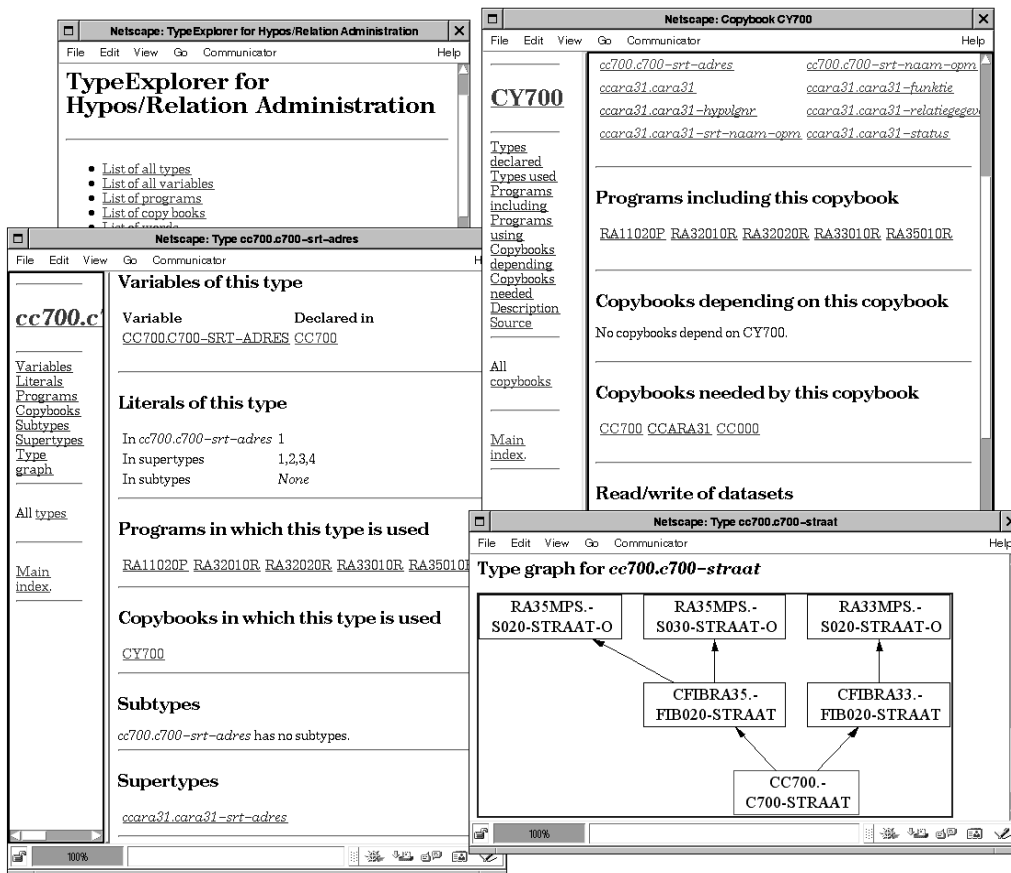 Netscape: TypeExplorer for Hypos/Relation Administration
File Edit View Go Communicator Help
TypeExplorer for
Hypos/Relation Administration
List of all types
List of all variables
List of programs
List of copy books
List of words
Netscape: Copybook CY700
File Edit View Go Communicator Help
CY700
Types
declared
Types used
Programs
including
Programs
using
Copybooks
depending
Copybooks
needed
Description
Source
All
copybooks
Main
index.
cc700.c700-srt-adres cc700.c700-srt-naam-opm
ccara31.cara31 ccara31.cara31-funktie
ccara31.cara31-hypvlgnr ccara31.cara31-relatiegegev
ccara31.cara31-srt-naam-opm ccara31.cara31-status
Programs including this copybook
RA11020P RA32010R RA32020R RA33010R RA35010R
Copybooks depending on this copybook
No copybooks depend on CY700.
Copybooks needed by this copybook
CC700 CCARA31 CC000
Read/write of datasets
Netscape: Type cc700.c700-srt-adres
File Edit View Go Communicator H
cc700.c'
Variables
Literals
Programs
Copybooks
Subtypes
Supertypes
Type
graph
All types
Main
index.
Variables of this type
Variable Declared in
CC700.C700-SRT-ADRES CC700
Literals of this type
In cc700.c700-srt-adres 1
In supertypes 1,2,3,4
In subtypes None
Programs in which this type is used
RA11020P RA32010R RA32020R RA33010R RA35010R
Copybooks in which this type is used
CY700
Subtypes
cc700.c700-srt-adres has no subtypes.
Supertypes
ccara31.cara31-srt-adres
100%
Netscape: Type cc700.c700-straat
File Edit View Go Communicator Help
Type graph for cc700.c700-straat
RA35MPS.-
S020-STRAAT-O
RA35MPS.-
S030-STRAAT-O
RA33MPS.-
S020-STRAAT-O
CFIBRA35.-
FIB020-STRAAT
CFIBRA33.-
FIB020-STRAAT
CC700.-
C700-STRAAT
100%